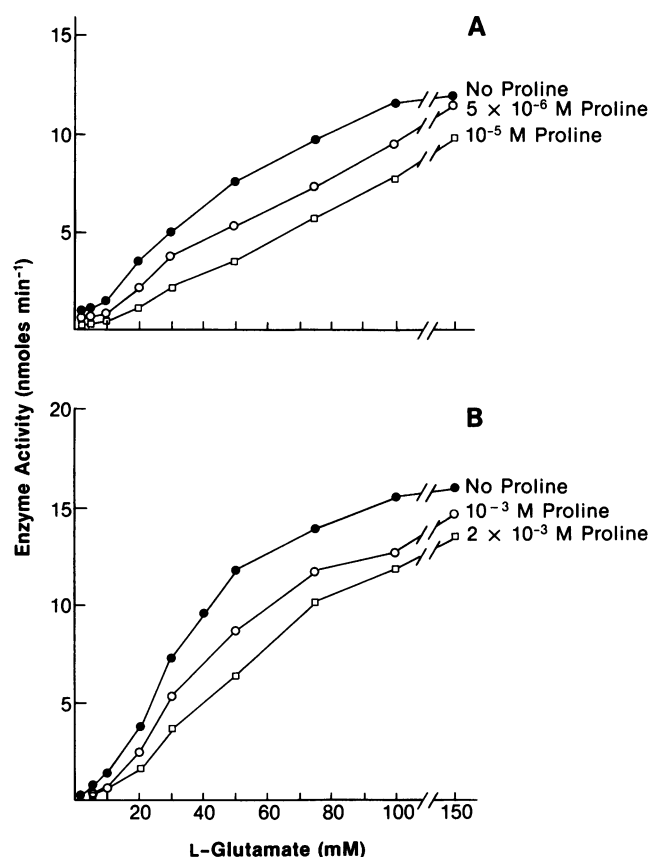 A
15
No Proline
5 × 10⁻⁶ M Proline
10
10⁻⁵ M Proline
5
Enzyme Activity (nmoles min⁻¹)
20
B
No Proline
15
10⁻³ M Proline
2 × 10⁻³ M Proline
10
5
20 40 60 80 100 150
L-Glutamate (mM)